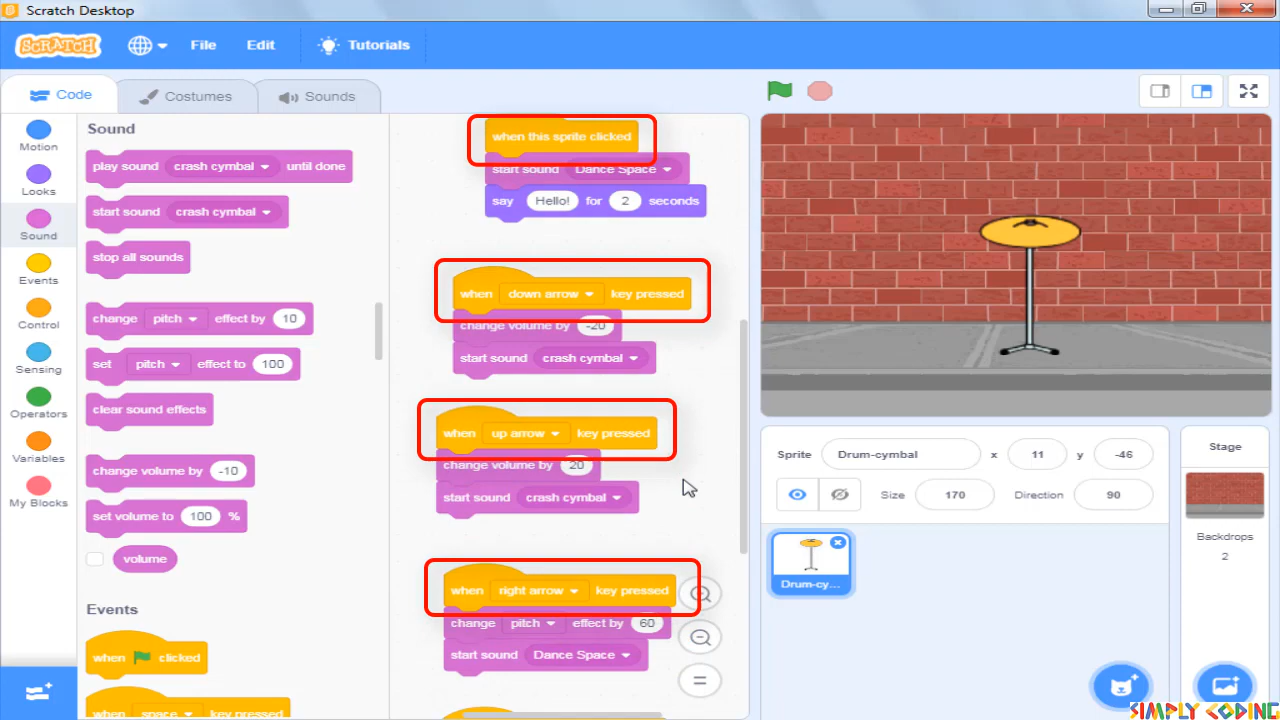 Scratch Desktop
SCRATCH
File
Edit
Tutorials
Code
Costumes
Sounds
Motion
Looks
Sound
Events
Control
Sensing
Operators
Variables
My Blocks
Sound
play sound crash cymbal until done
start sound crash cymbal
stop all sounds
change pitch effect by 10
set pitch effect to 100
clear sound effects
change volume by -10
set volume to 100 %
volume
Events
when clicked
when space key pressed
when this sprite clicked
start sound Dance Space
say Hello! for 2 seconds
when down arrow key pressed
change volume by -20
start sound crash cymbal
when up arrow key pressed
change volume by 20
start sound crash cymbal
when right arrow key pressed
change pitch effect by 60
start sound Dance Space
Sprite Drum-cymbal x 11 y -46
Size 170 Direction 90
Drum-cy...
Stage
Backdrops
2
SIMPLY CODING